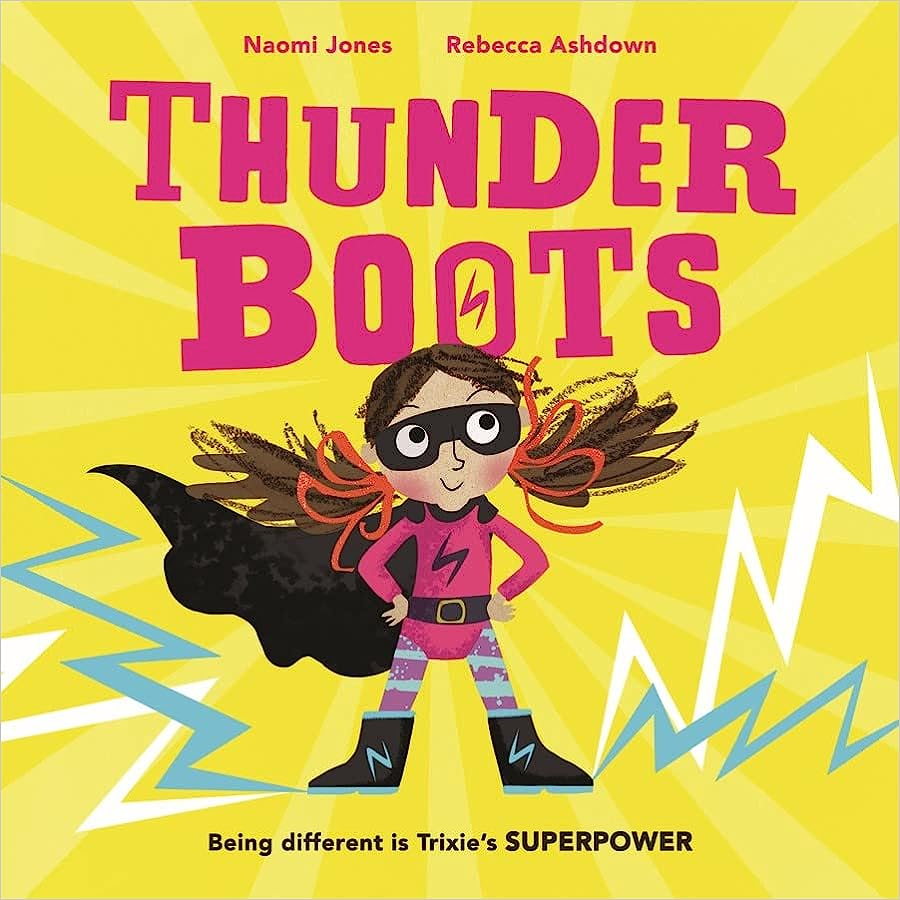 Naomi Jones Rebecca Ashdown
THUNDER
BOOTS
Being different is Trixie's SUPERPOWER